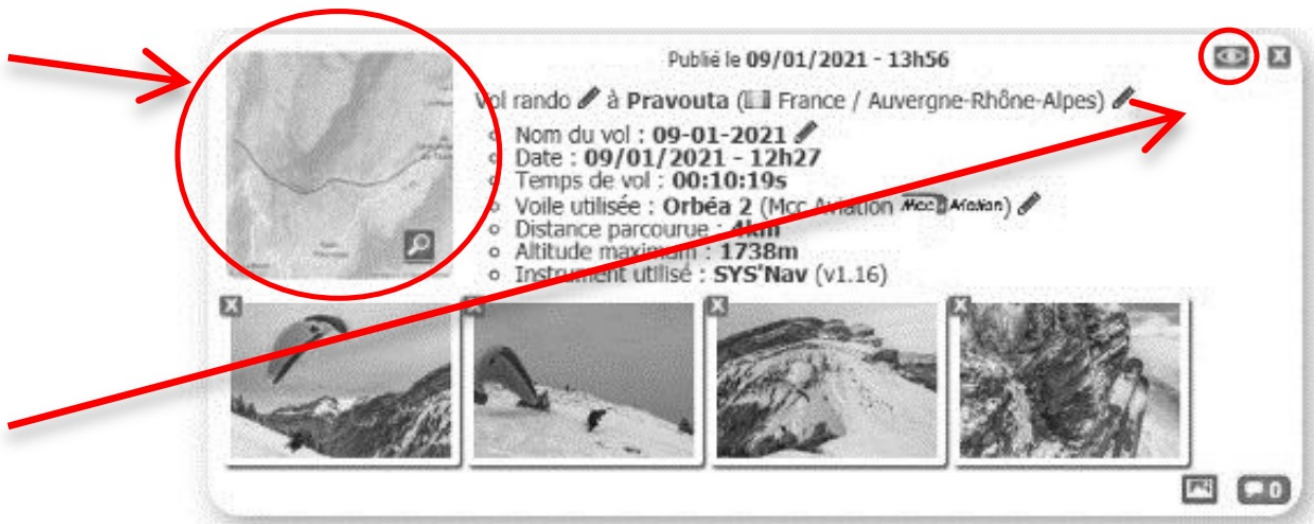 Publié le 09/01/2021 - 13h56
Vol rando à Pravouta (France / Auvergne-Rhône-Alpes)
Nom du vol : 09-01-2021
Date : 09/01/2021 - 12h27
Temps de vol : 00:10:19s
Voile utilisée : Orbéa 2 (Mcc Aviation Mcc Aviation)
Distance parcourue : 4km
Altitude maximum : 1738m
Instrument utilisé : SYS'Nav (v1.16)
0